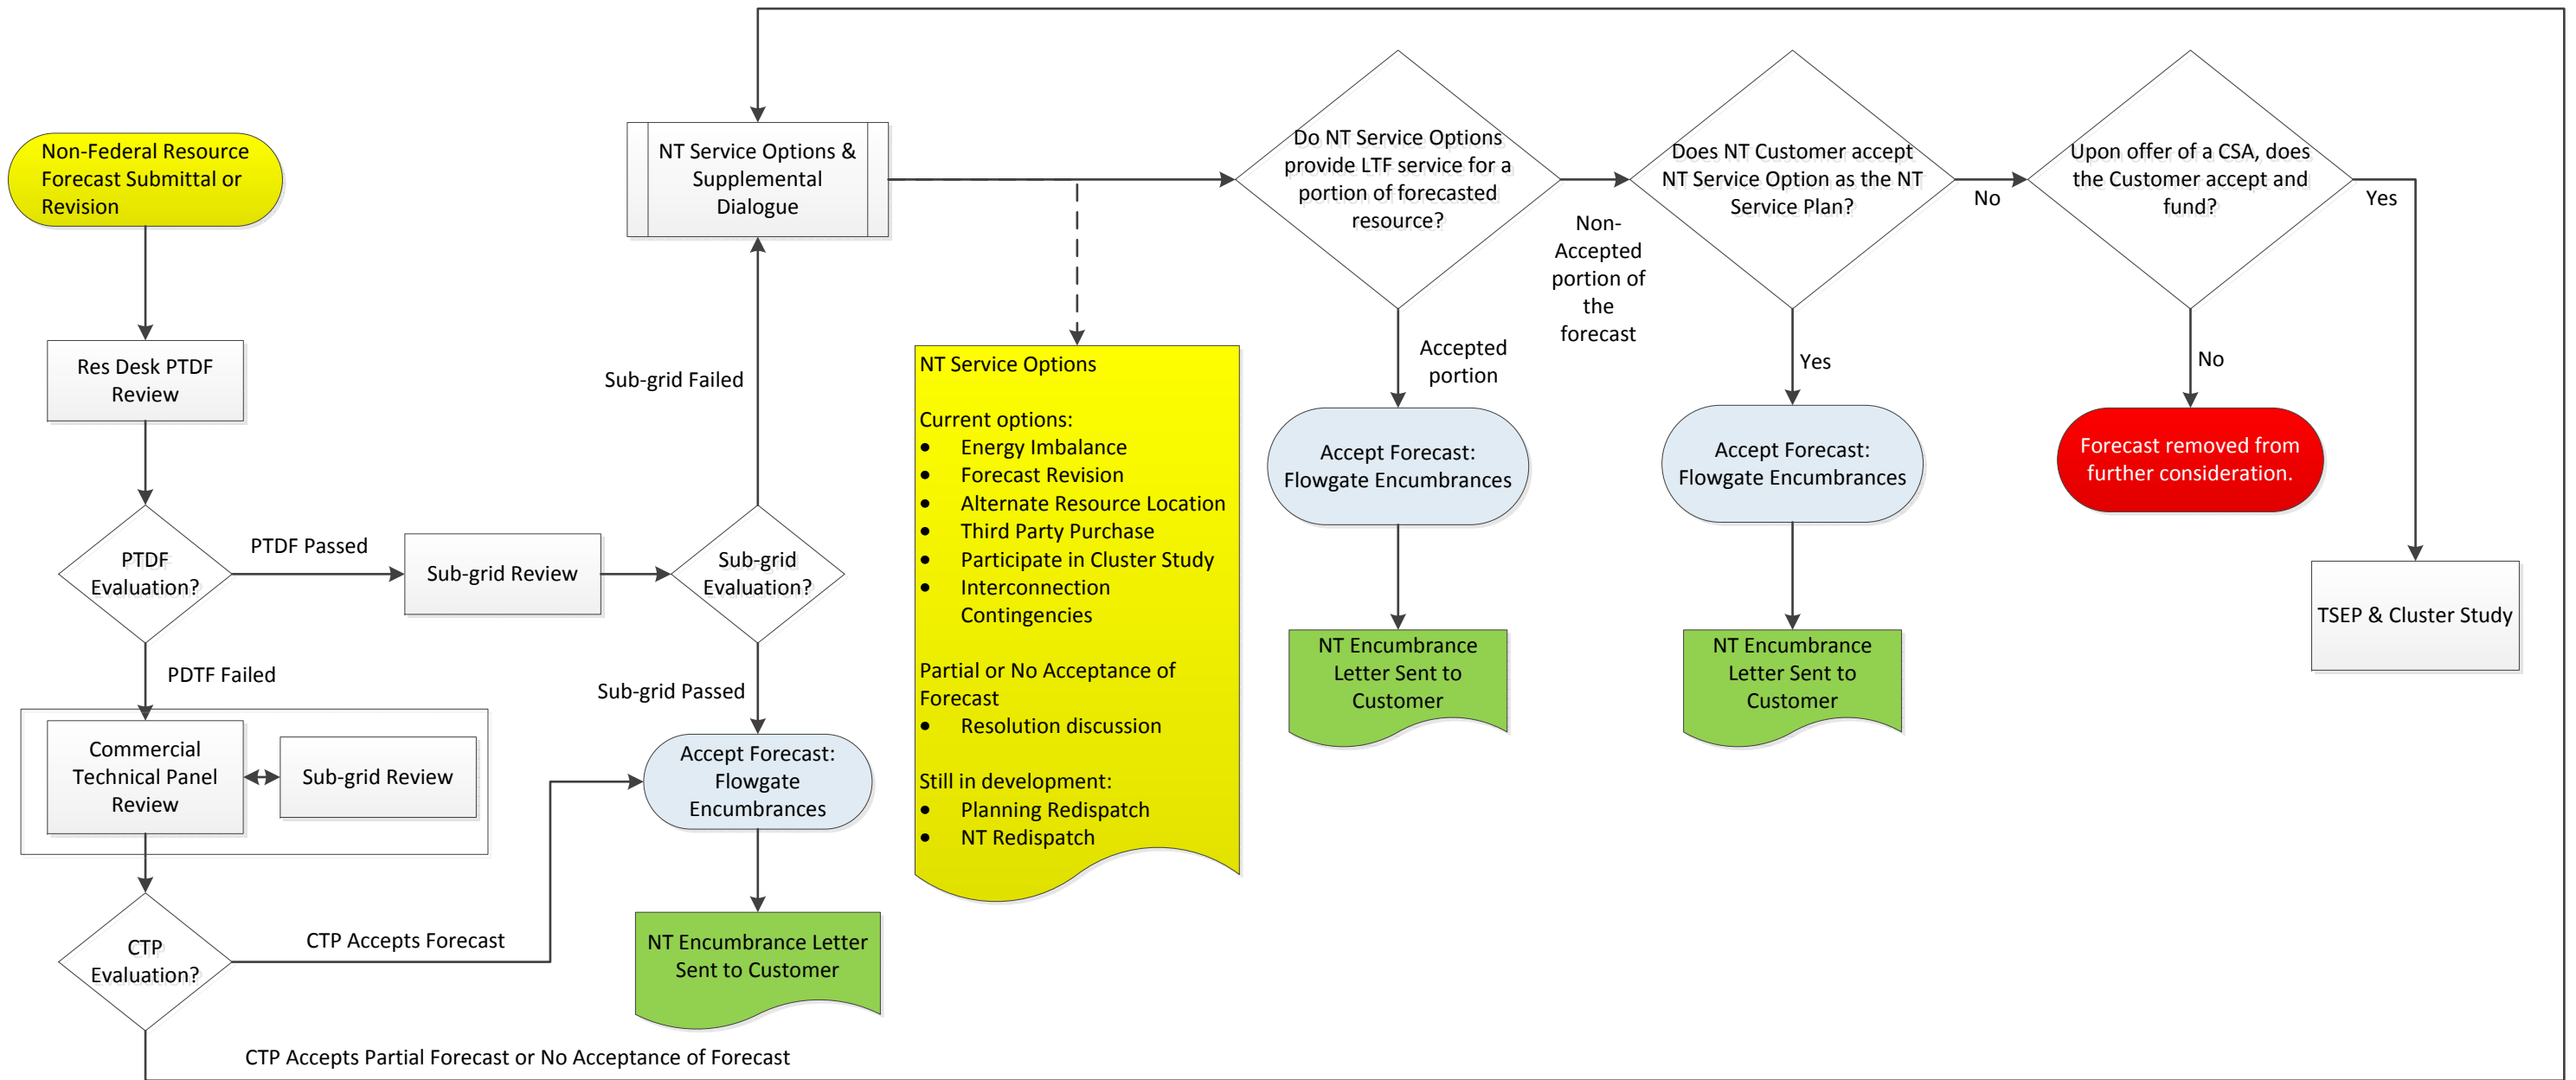 Non-Federal Resource
Forecast Submittal or
Revision
Res Desk PTDF
Review
PTDF
Evaluation?
PTDF Passed
PDTF Failed
Sub-grid Review
Sub-grid
Evaluation?
Sub-grid Failed
Sub-grid Passed
Commercial
Technical Panel
Review
Sub-grid Review
CTP
Evaluation?
CTP Accepts Forecast
CTP Accepts Partial Forecast or No Acceptance of Forecast
Accept Forecast:
Flowgate
Encumbrances
NT Encumbrance Letter
Sent to Customer
NT Service Options &
Supplemental
Dialogue
NT Service Options
Current options:
• Energy Imbalance
• Forecast Revision
• Alternate Resource Location
• Third Party Purchase
• Participate in Cluster Study
• Interconnection
Contingencies
Partial or No Acceptance of
Forecast
• Resolution discussion
Still in development:
• Planning Redispatch
• NT Redispatch
Do NT Service Options
provide LTF service for a
portion of forecasted
resource?
Accepted
portion
Non-
Accepted
portion of
the
forecast
Accept Forecast:
Flowgate Encumbrances
NT Encumbrance
Letter Sent to
Customer
Does NT Customer accept
NT Service Option as the NT
Service Plan?
Yes
No
Accept Forecast:
Flowgate Encumbrances
NT Encumbrance
Letter Sent to
Customer
Upon offer of a CSA, does
the Customer accept and
fund?
No
Yes
Forecast removed from
further consideration.
TSEP & Cluster Study